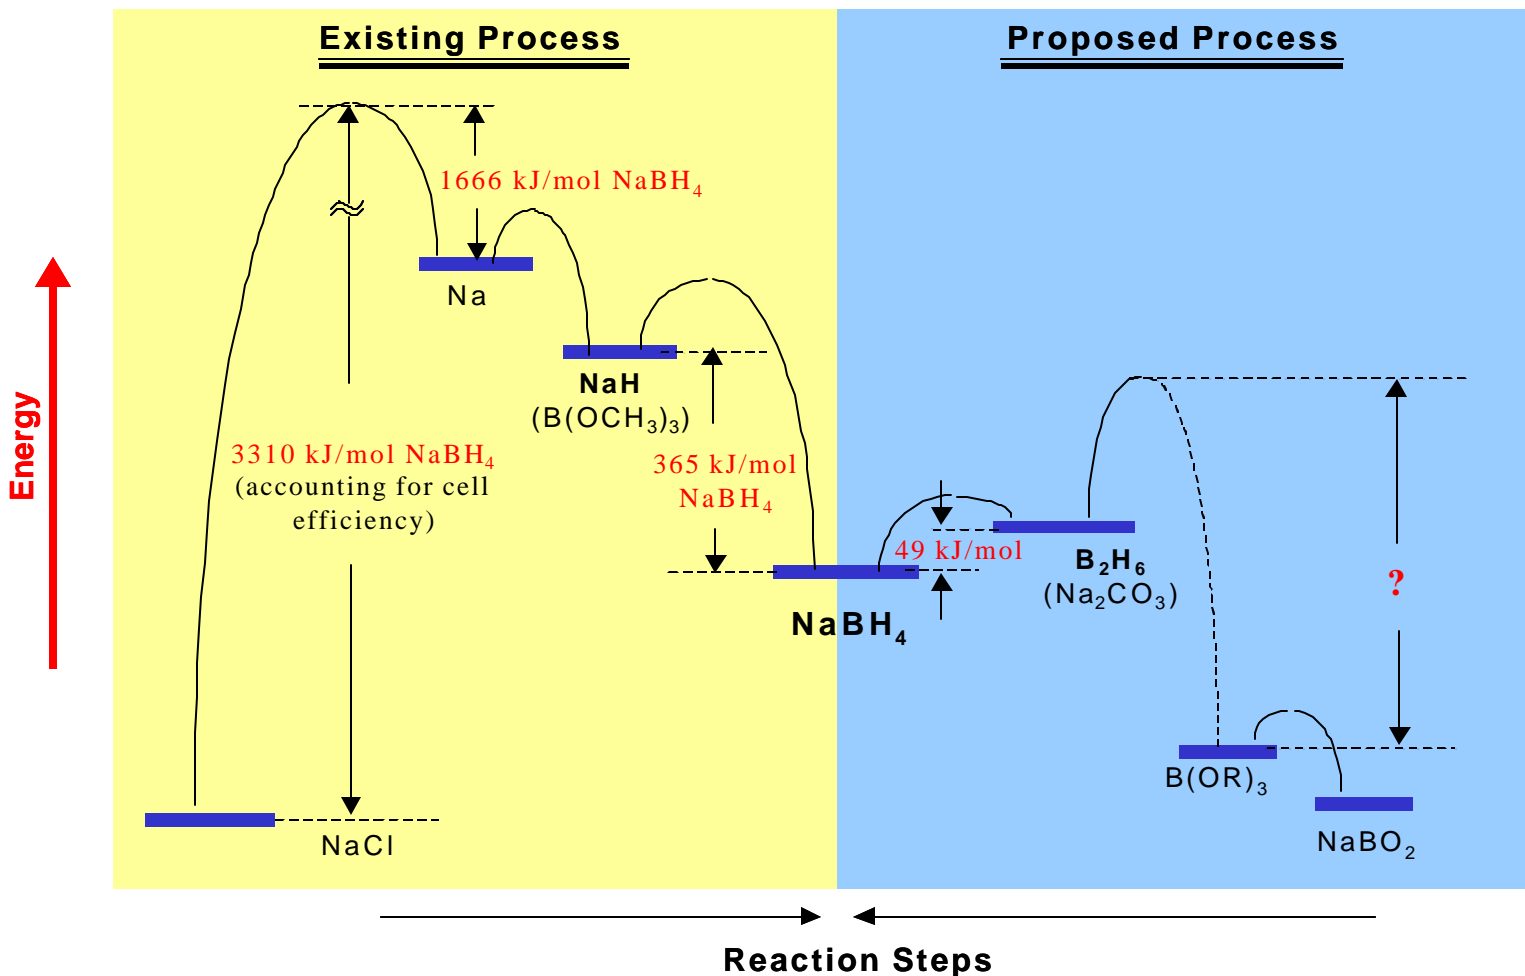 Existing Process
Proposed Process
1666 kJ/mol NaBH₄
Na
NaH
(B(OCH₃)₃)
Energy
3310 kJ/mol NaBH₄
(accounting for cell
efficiency)
365 kJ/mol
NaBH₄
49 kJ/mol
B₂H₆
(Na₂CO₃)
?
NaBH₄
B(OR)₃
NaCl
NaBO₂
Reaction Steps